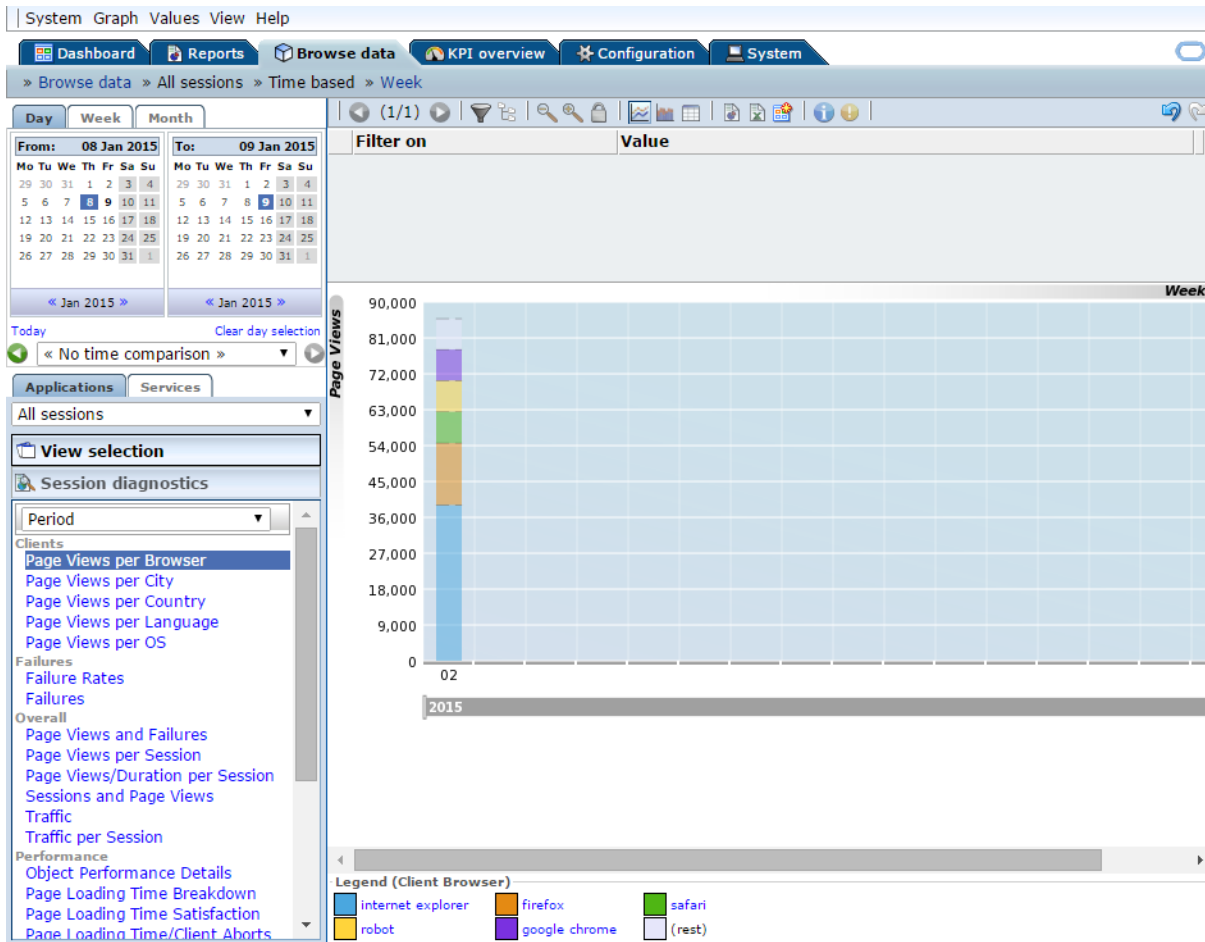 System Graph Values View Help
Dashboard Reports Browse data KPI overview Configuration System
» Browse data » All sessions » Time based » Week
Day Week Month
(1/1)
Filter on Value
From: 08 Jan 2015 To: 09 Jan 2015
Mo Tu We Th Fr Sa Su Mo Tu We Th Fr Sa Su
29 30 31 1 2 3 4 29 30 31 1 2 3 4
5 6 7 8 9 10 11 5 6 7 8 9 10 11
12 13 14 15 16 17 18 12 13 14 15 16 17 18
19 20 21 22 23 24 25 19 20 21 22 23 24 25
26 27 28 29 30 31 1 26 27 28 29 30 31 1
« Jan 2015 » « Jan 2015 »
Today Clear day selection
« No time comparison »
Applications Services
All sessions
View selection
Session diagnostics
Period
Clients
Page Views per Browser
Page Views per City
Page Views per Country
Page Views per Language
Page Views per OS
Failures
Failure Rates
Failures
Overall
Page Views and Failures
Page Views per Session
Page Views/Duration per Session
Sessions and Page Views
Traffic
Traffic per Session
Performance
Object Performance Details
Page Loading Time Breakdown
Page Loading Time Satisfaction
Page Loading Time/Client Aborts
Week
Page Views
90,000
81,000
72,000
63,000
54,000
45,000
36,000
27,000
18,000
9,000
0
02
2015
Legend (Client Browser)
internet explorer firefox safari
robot google chrome (rest)